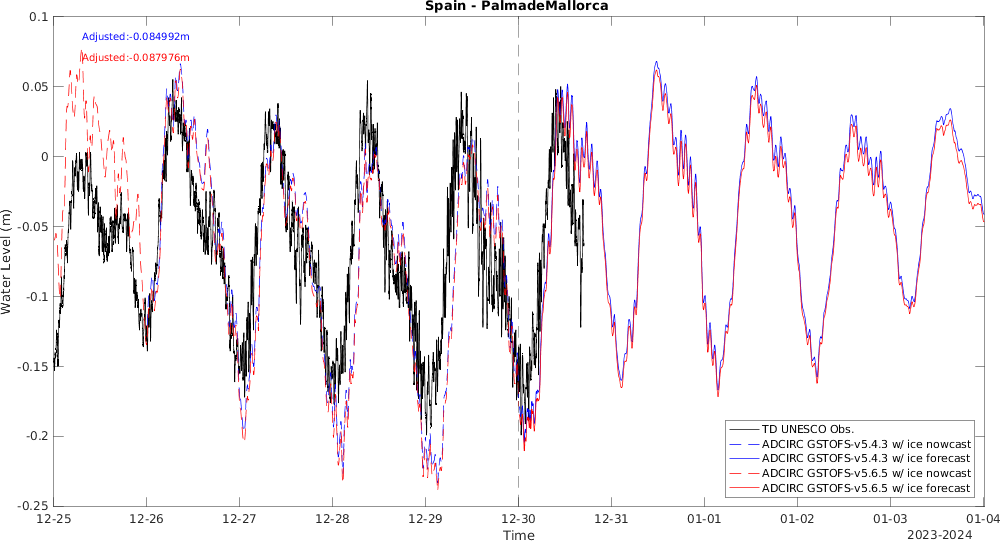 Spain - PalmadeMallorca
Adjusted:-0.084992m
Adjusted:-0.087976m
0.1
0.05
0
-0.05
-0.1
-0.15
-0.2
-0.25
Water Level (m)
12-25
12-26
12-27
12-28
12-29
12-30
12-31
01-01
01-02
01-03
01-04
Time
2023-2024
TD UNESCO Obs.
ADCIRC GSTOFS-v5.4.3 w/ ice nowcast
ADCIRC GSTOFS-v5.4.3 w/ ice forecast
ADCIRC GSTOFS-v5.6.5 w/ ice nowcast
ADCIRC GSTOFS-v5.6.5 w/ ice forecast